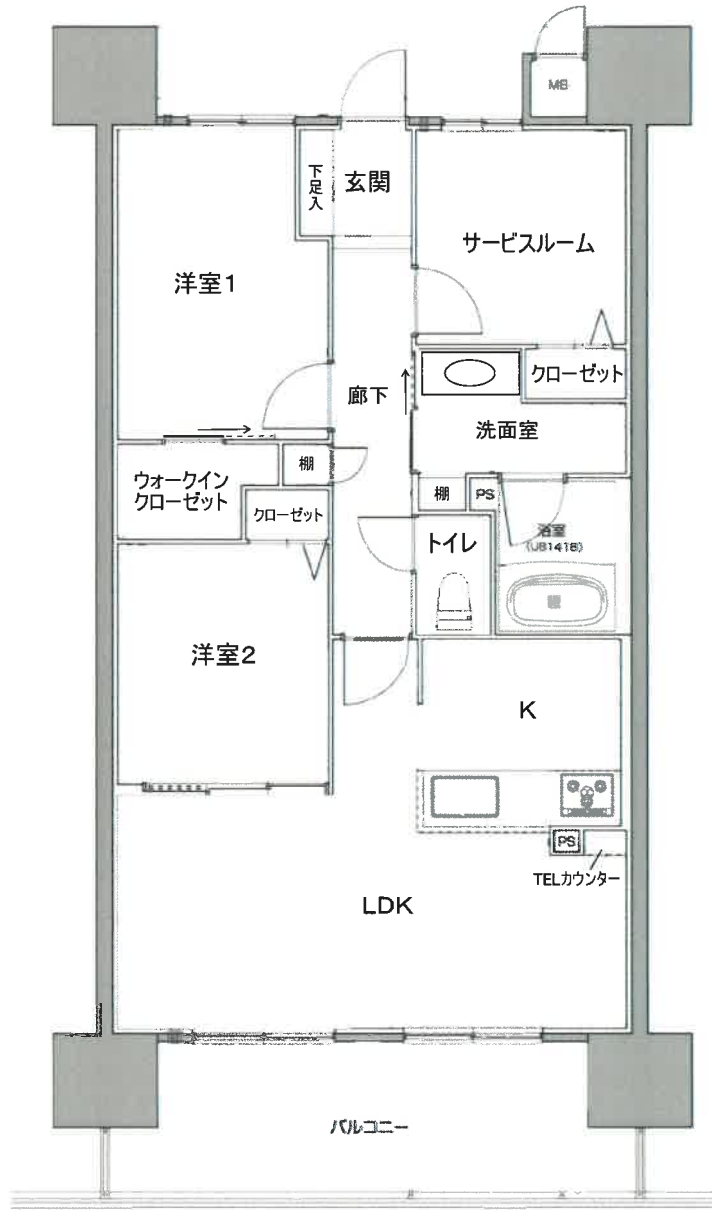 MB
下足入
玄関
サービスルーム
洋室1
クローゼット
廊下
洗面室
棚
ウォークイン
クローゼット
クローゼット
棚
PS
トイレ
浴室
(UB1418)
洋室2
K
PS
TELカウンター
LDK
バルコニー